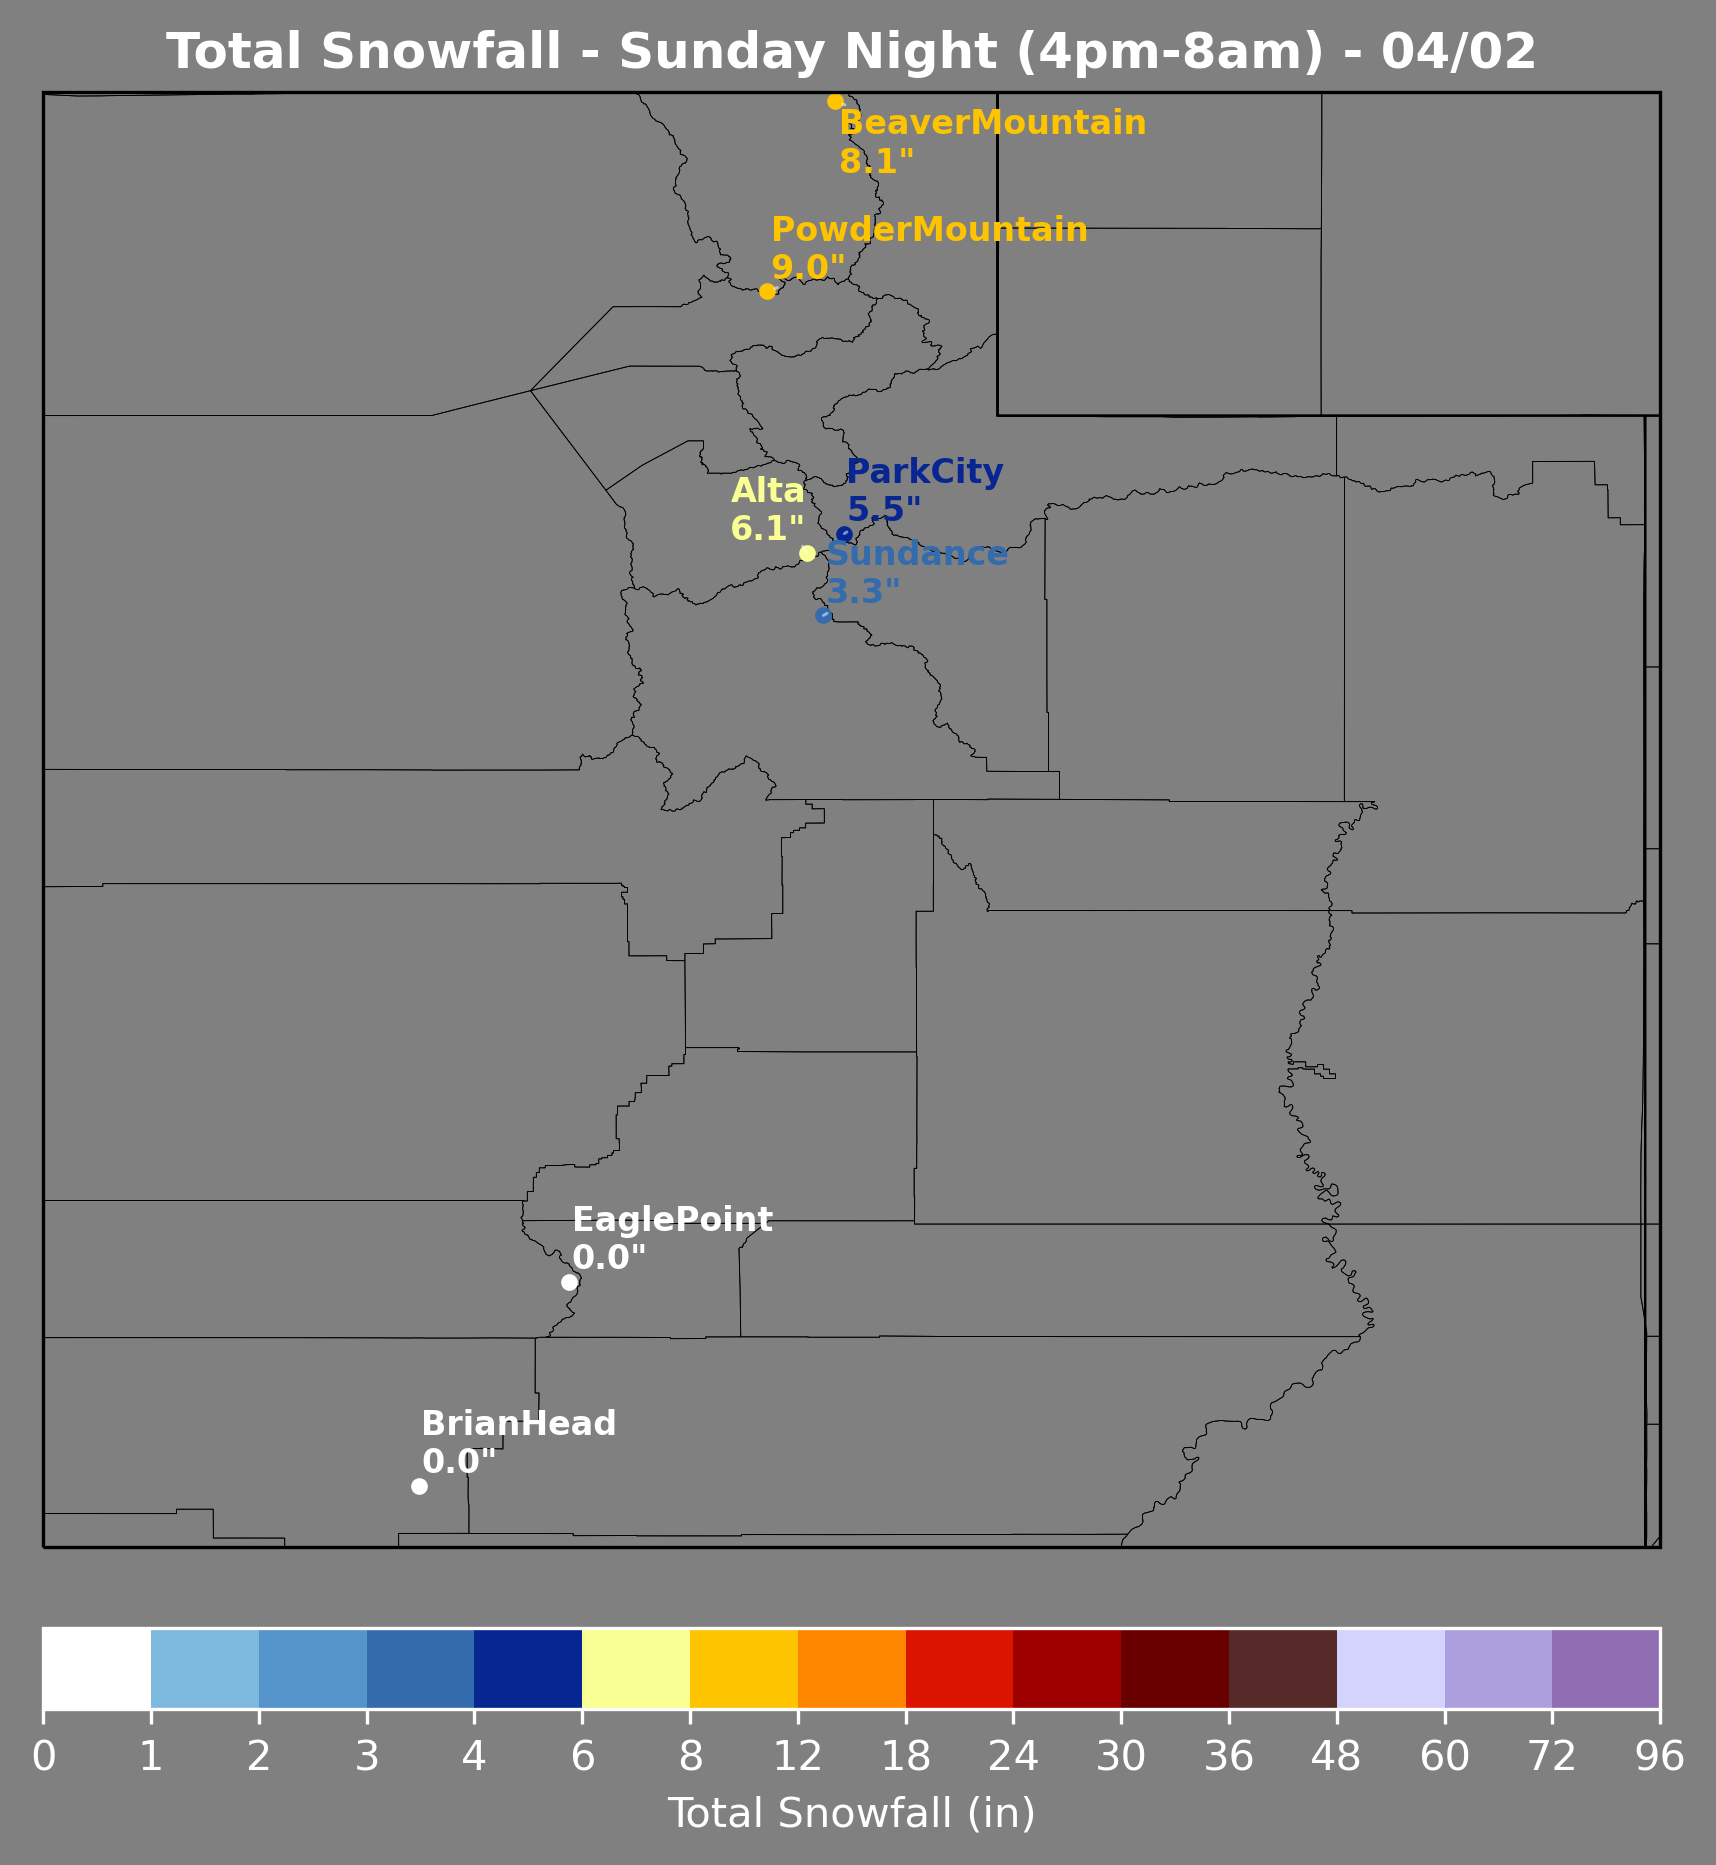 Total Snowfall - Sunday Night (4pm-8am) - 04/02
BeaverMountain
8.1"
PowderMountain
9.0"
ParkCity
5.5"
Alta
6.1"
Sundance
3.3"
EaglePoint
0.0"
BrianHead
0.0"
0 1 2 3 4 6 8 12 18 24 30 36 48 60 72 96
Total Snowfall (in)